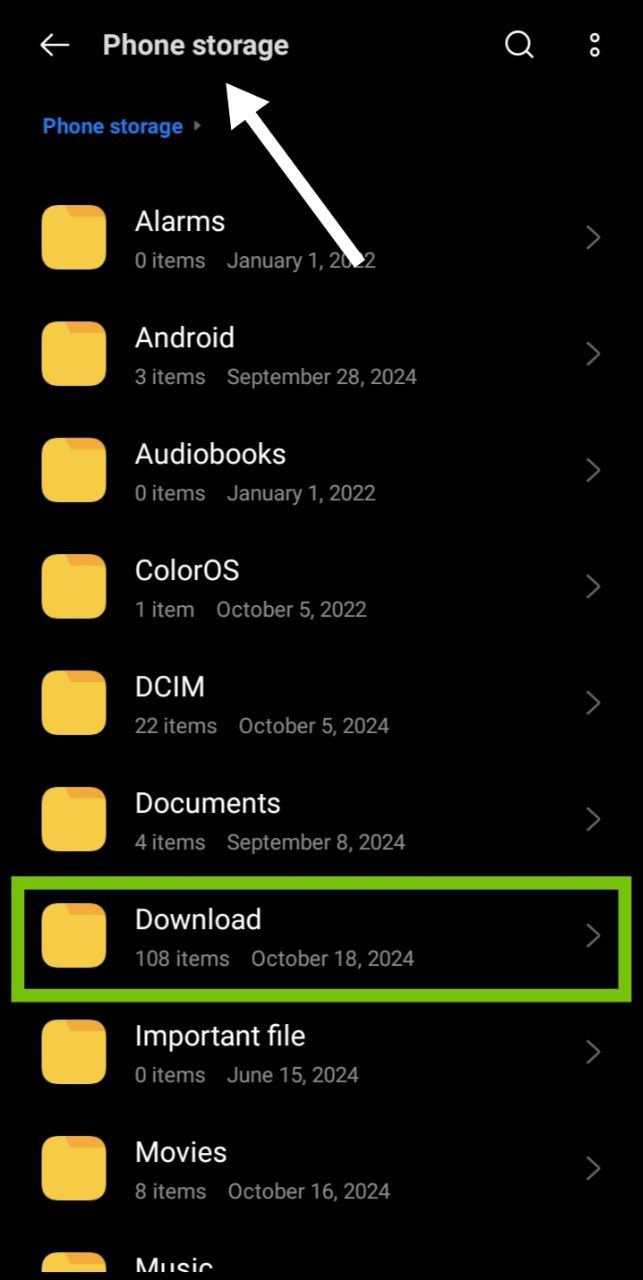 Phone storage
Phone storage
Alarms
0 items January 1, 2022
Android
3 items September 28, 2024
Audiobooks
0 items January 1, 2022
ColorOS
1 item October 5, 2022
DCIM
22 items October 5, 2024
Documents
4 items September 8, 2024
Download
108 items October 18, 2024
Important file
0 items June 15, 2024
Movies
8 items October 16, 2024
Music